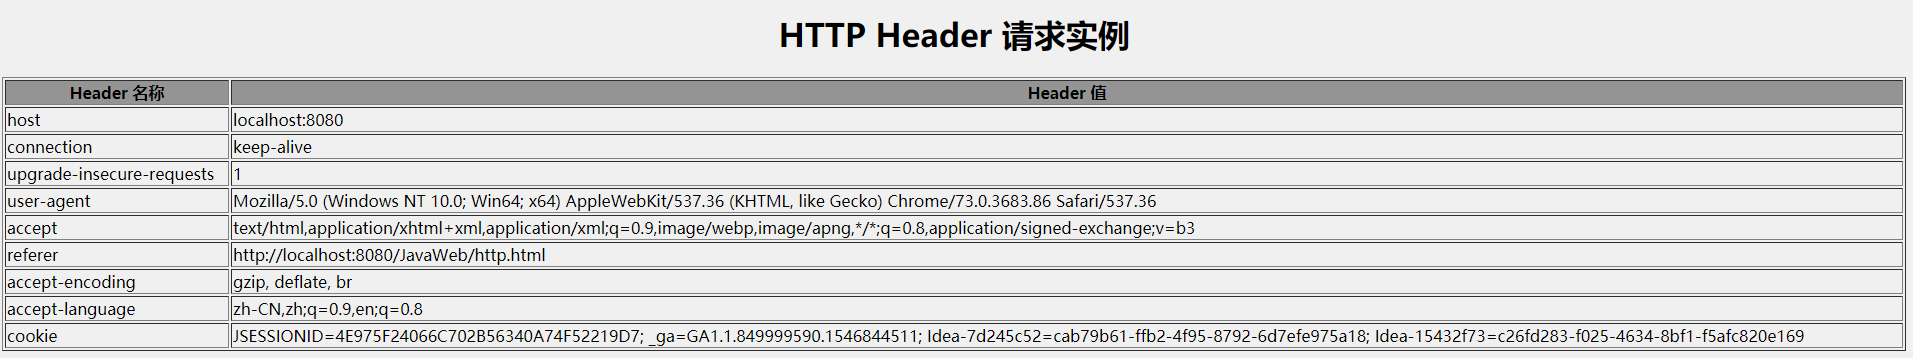 HTTP Header 请求实例
Header 名称 Header 值
host localhost:8080
connection keep-alive
upgrade-insecure-requests 1
user-agent Mozilla/5.0 (Windows NT 10.0; Win64; x64) AppleWebKit/537.36 (KHTML, like Gecko) Chrome/73.0.3683.86 Safari/537.36
accept text/html,application/xhtml+xml,application/xml;q=0.9,image/webp,image/apng,*/*;q=0.8,application/signed-exchange;v=b3
referer http://localhost:8080/JavaWeb/http.html
accept-encoding gzip, deflate, br
accept-language zh-CN,zh;q=0.9,en;q=0.8
cookie JSESSIONID=4E975F24066C702B56340A74F52219D7; _ga=GA1.1.849999590.1546844511; Idea-7d245c52=cab79b61-ffb2-4f95-8792-6d7efe975a18; Idea-15432f73=c26fd283-f025-4634-8bf1-f5afc820e169